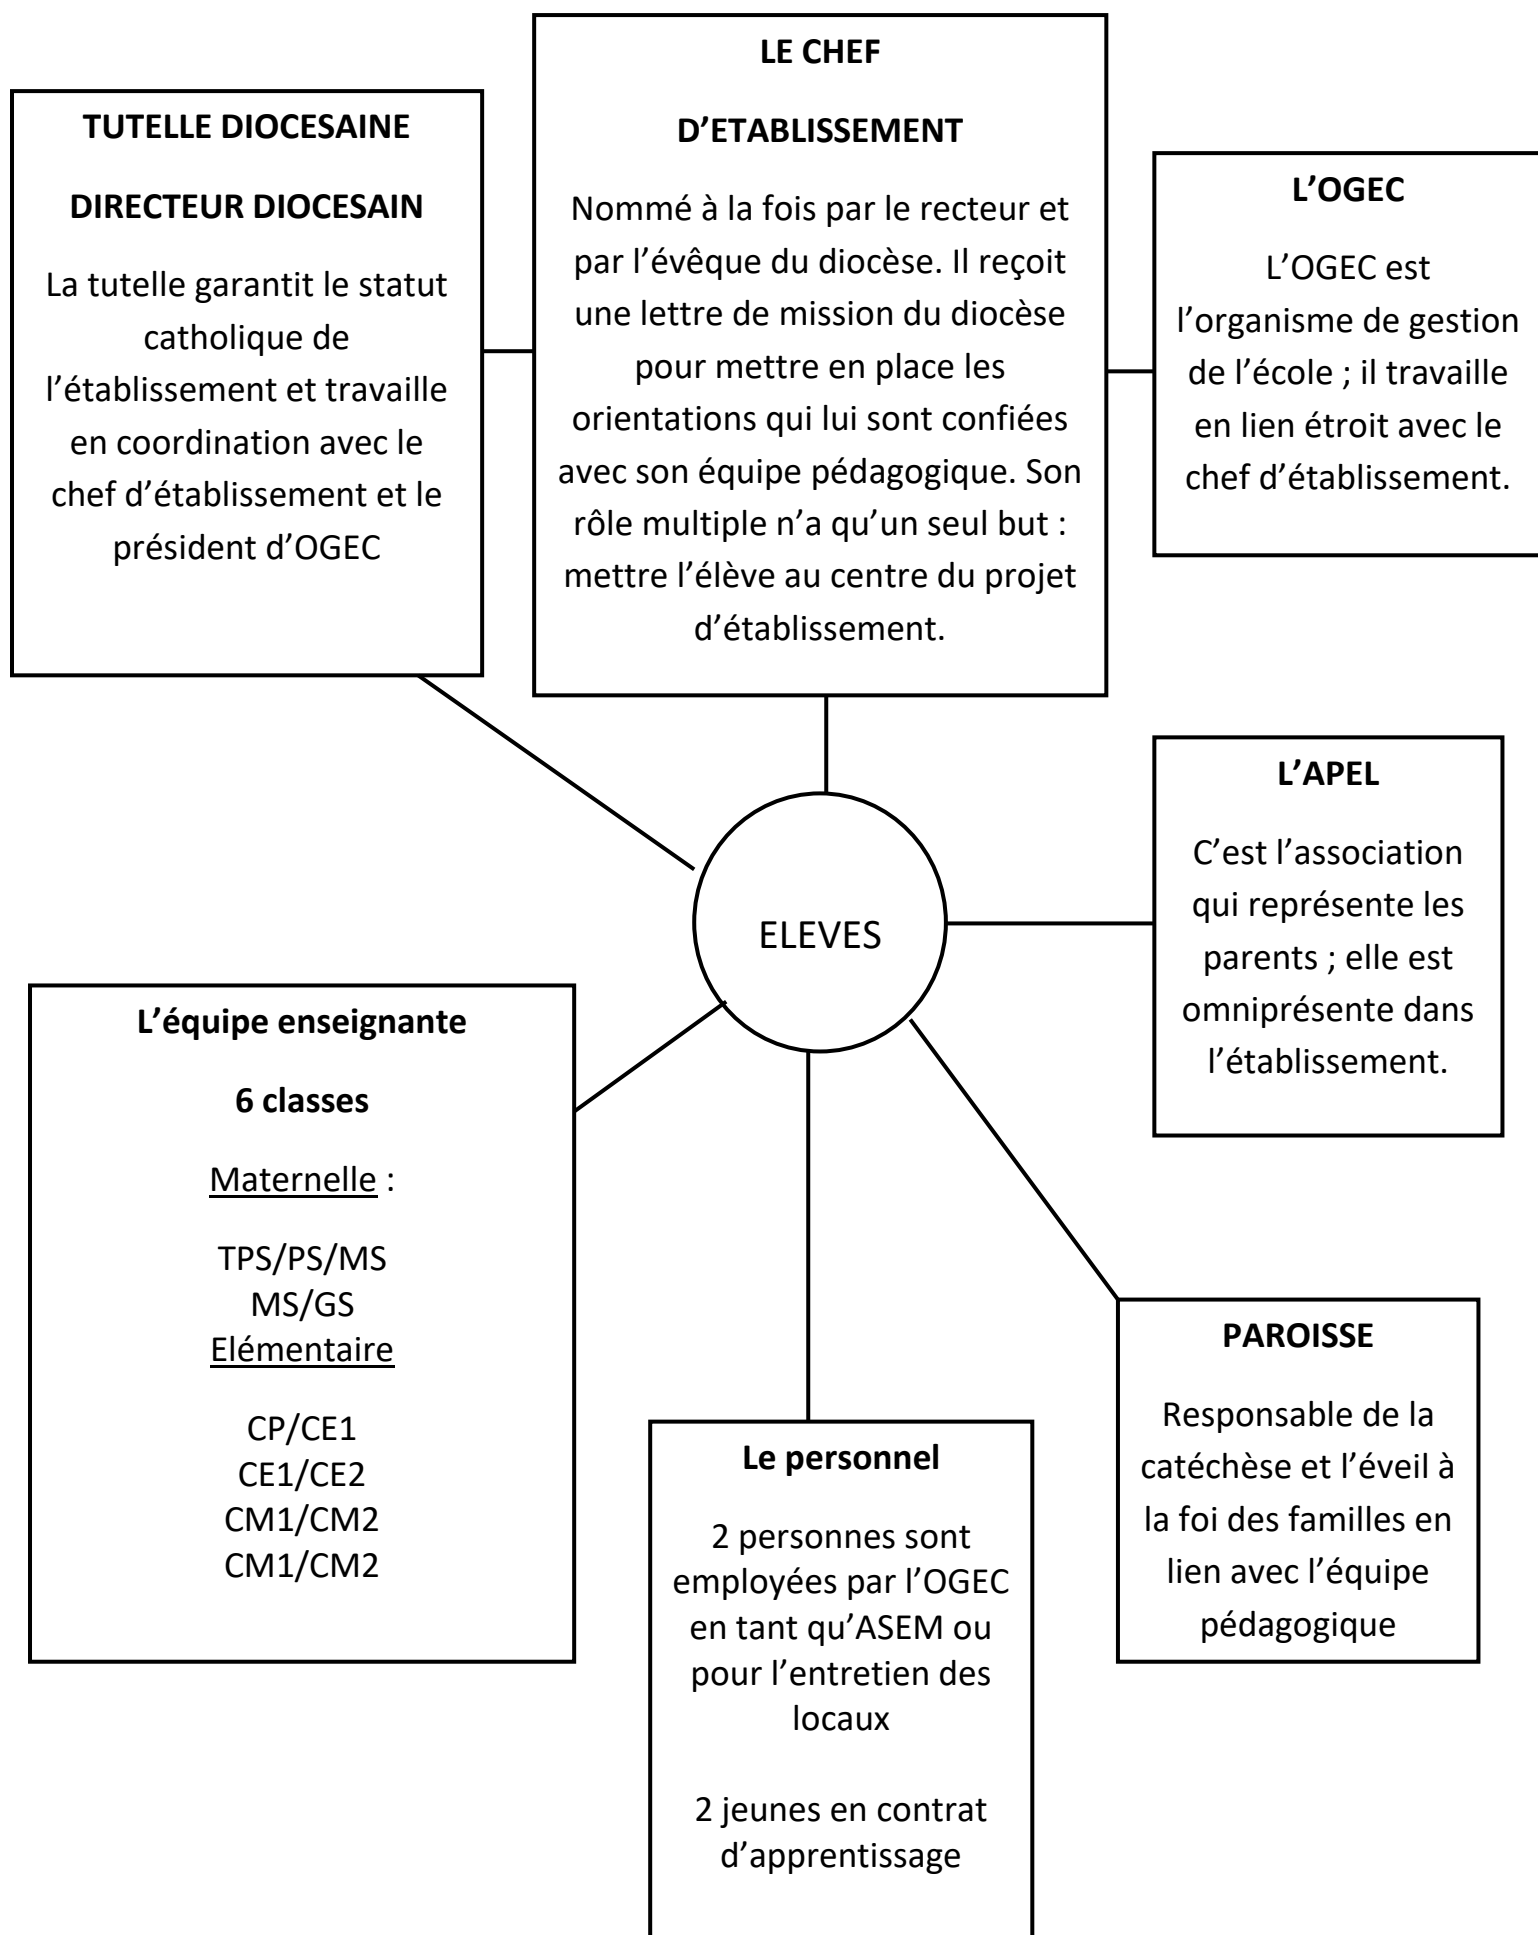 LE CHEF
D’ETABLISSEMENT
Nommé à la fois par le recteur et
par l’évêque du diocèse. Il reçoit
une lettre de mission du diocèse
pour mettre en place les
orientations qui lui sont confiées
avec son équipe pédagogique. Son
rôle multiple n’a qu’un seul but :
mettre l’élève au centre du projet
d’établissement.
TUTELLE DIOCESAINE
DIRECTEUR DIOCESAIN
La tutelle garantit le statut
catholique de
l’établissement et travaille
en coordination avec le
chef d’établissement et le
président d’OGEC
L’OGEC
L’OGEC est
l’organisme de gestion
de l’école ; il travaille
en lien étroit avec le
chef d’établissement.
L’APEL
C’est l’association
qui représente les
parents ; elle est
omniprésente dans
l’établissement.
ELEVES
L’équipe enseignante
6 classes
Maternelle :
TPS/PS/MS
MS/GS
Elémentaire
CP/CE1
CE1/CE2
CM1/CM2
CM1/CM2
PAROISSE
Responsable de la
catéchèse et l’éveil à
la foi des familles en
lien avec l’équipe
pédagogique
Le personnel
2 personnes sont
employées par l’OGEC
en tant qu’ASEM ou
pour l’entretien des
locaux
2 jeunes en contrat
d’apprentissage